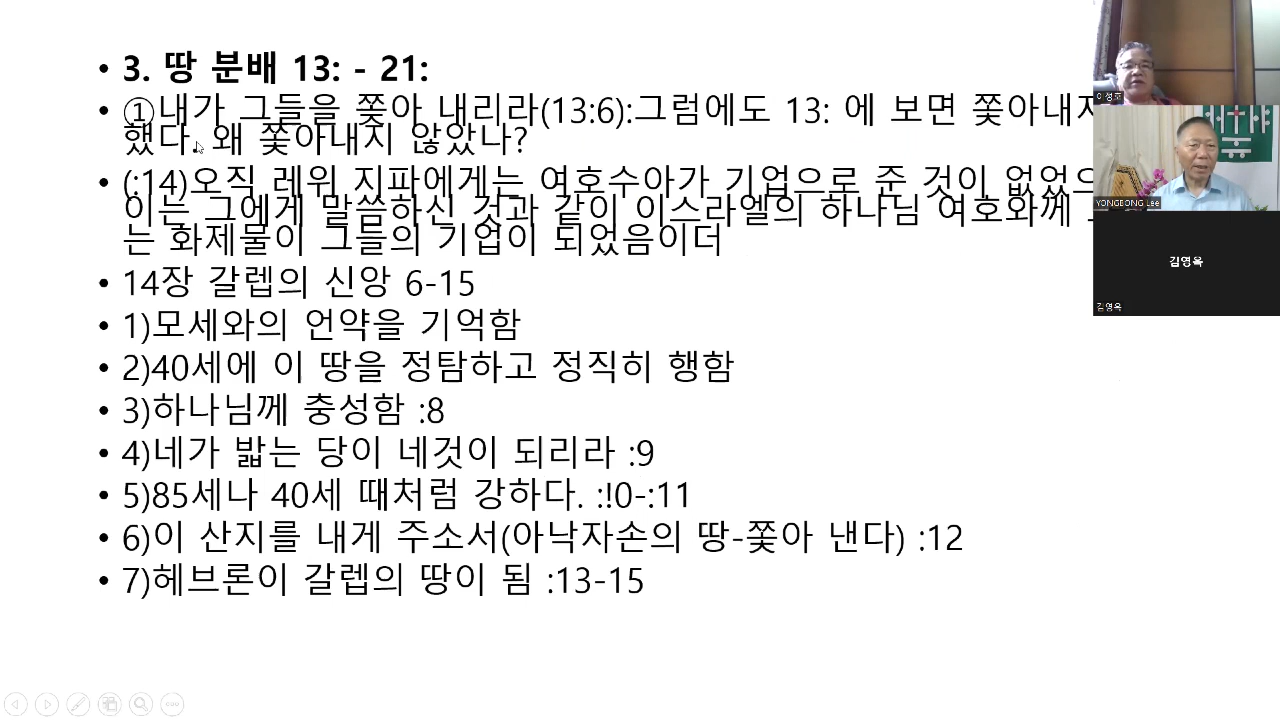 3. 땅 분배 13: - 21:
①내가 그들을 쫓아 내리라(13:6):그럼에도 13: 에 보면 쫓아내지
했다. 왜 쫓아내지 않았나?
(:14)오직 레위 지파에게는 여호수아가 기업으로 준 것이 없었으
이는 그에게 말씀하신 것과 같이 이스라엘의 하나님 여호와께
는 화제물이 그들의 기업이 되었음이더
14장 갈렙의 신앙 6-15
1)모세와의 언약을 기억함
2)40세에 이 땅을 정탐하고 정직히 행함
3)하나님께 충성함 :8
4)네가 밟는 당이 네것이 되리라 :9
5)85세나 40세 때처럼 강하다. :!0-:11
6)이 산지를 내게 주소서(아낙자손의 땅-쫓아 낸다) :12
7)헤브론이 갈렙의 땅이 됨 :13-15
YONGBONG Lee
김영옥
김영옥